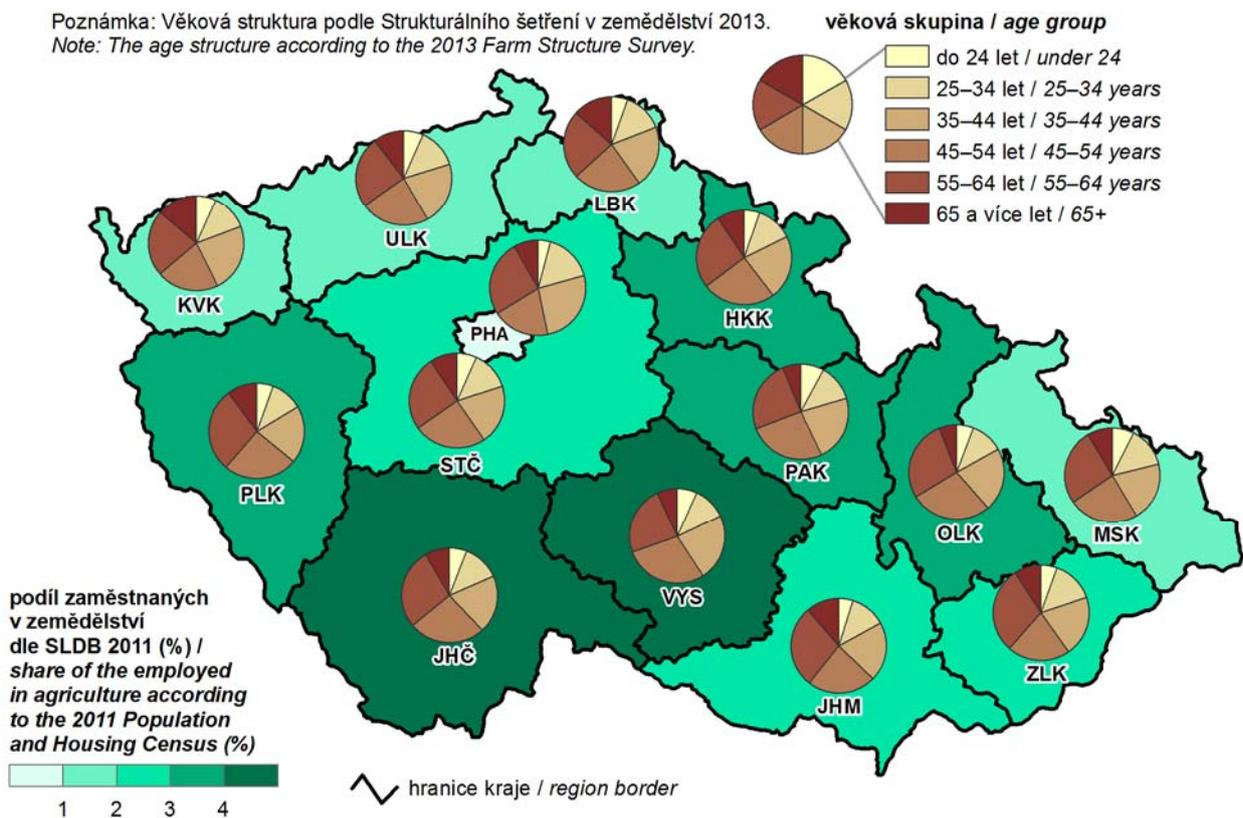 Poznámka: Věková struktura podle Strukturálního šetření v zemědělství 2013.
Note: The age structure according to the 2013 Farm Structure Survey.
věková skupina / age group
do 24 let / under 24
25–34 let / 25–34 years
35–44 let / 35–44 years
45–54 let / 45–54 years
55–64 let / 55–64 years
65 a více let / 65+
LBK
ULK
KVK
HKK
PHA
STČ
PAK
PLK
OLK
MSK
VYS
JHČ
ZLK
JHM
podíl zaměstnaných
v zemědělství
dle SLDB 2011 (%) /
share of the employed
in agriculture according
to the 2011 Population
and Housing Census (%)
1 2 3 4
hranice kraje / region border